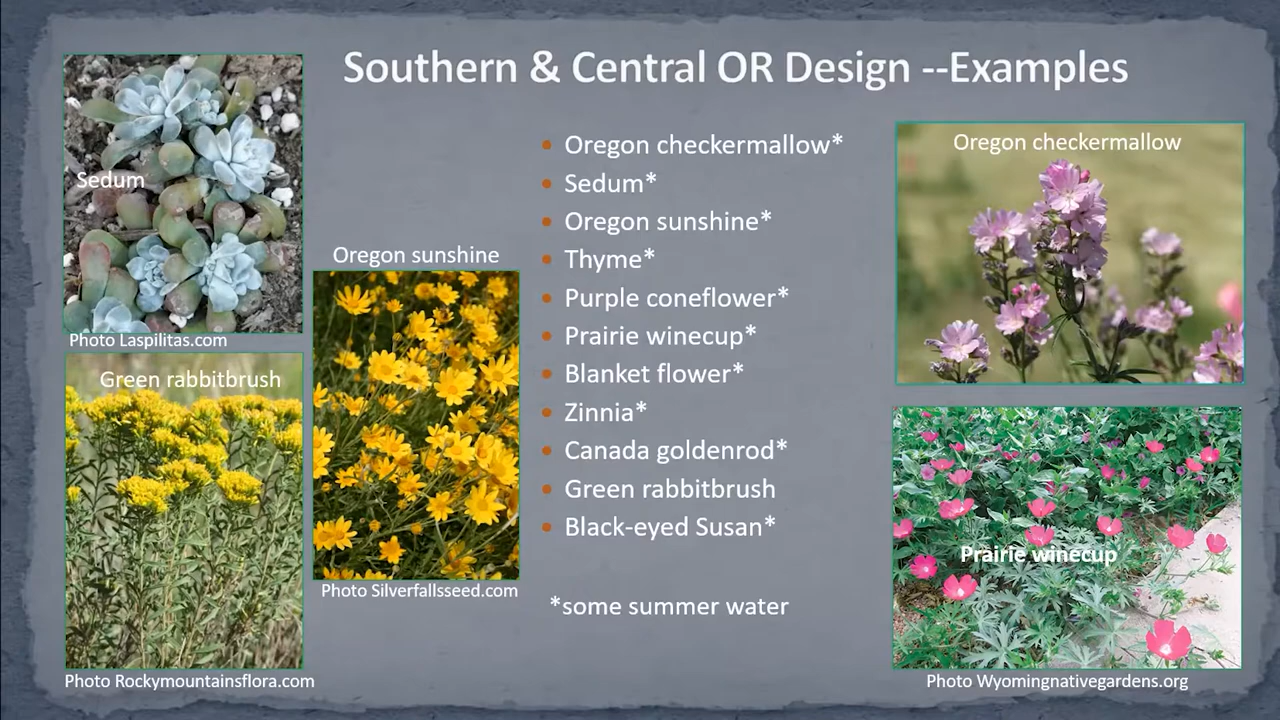 Southern & Central OR Design --Examples
Sedum
Photo Laspilitas.com
Green rabbitbrush
Photo Rockymountainsflora.com
Oregon sunshine
Photo Silverfallsseed.com
• Oregon checkermallow*
• Sedum*
• Oregon sunshine*
• Thyme*
• Purple coneflower*
• Prairie winecup*
• Blanket flower*
• Zinnia*
• Canada goldenrod*
• Green rabbitbrush
• Black-eyed Susan*
*some summer water
Oregon checkermallow
Prairie winecup
Photo Wyomingnativegardens.org